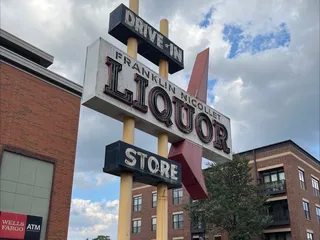 DRIVE-IN
FRANKLIN NICOLLET
LIQUOR
STORE
WELLS
FARGO
ATM